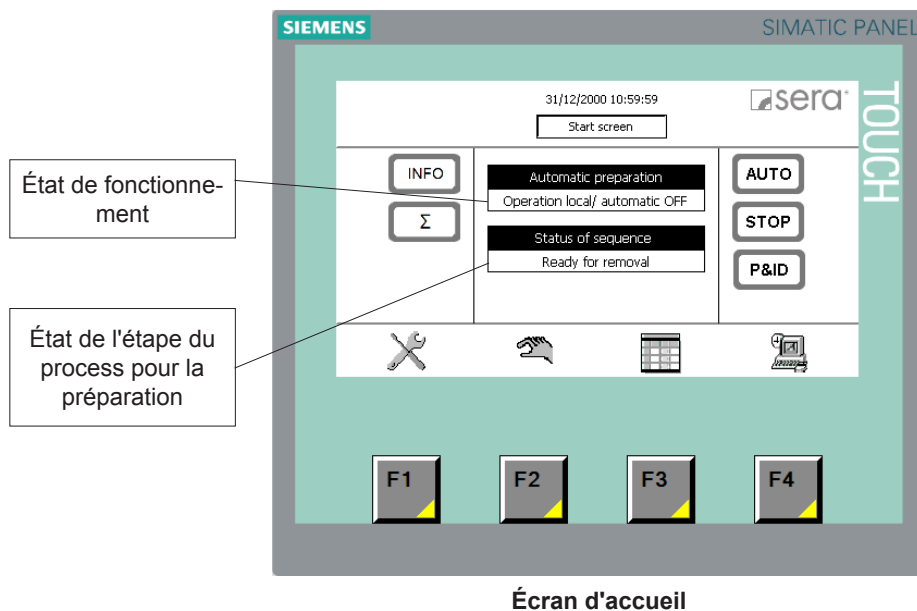 SIEMENS
SIMATIC PANEL
TOUCH
31/12/2000 10:59:59
sera
Start screen
État de fonctionne-
ment
INFO
Σ
Automatic preparation
Operation local/ automatic OFF
Status of sequence
Ready for removal
AUTO
STOP
P&ID
État de l'étape du
process pour la
préparation
F1
F2
F3
F4
Écran d'accueil